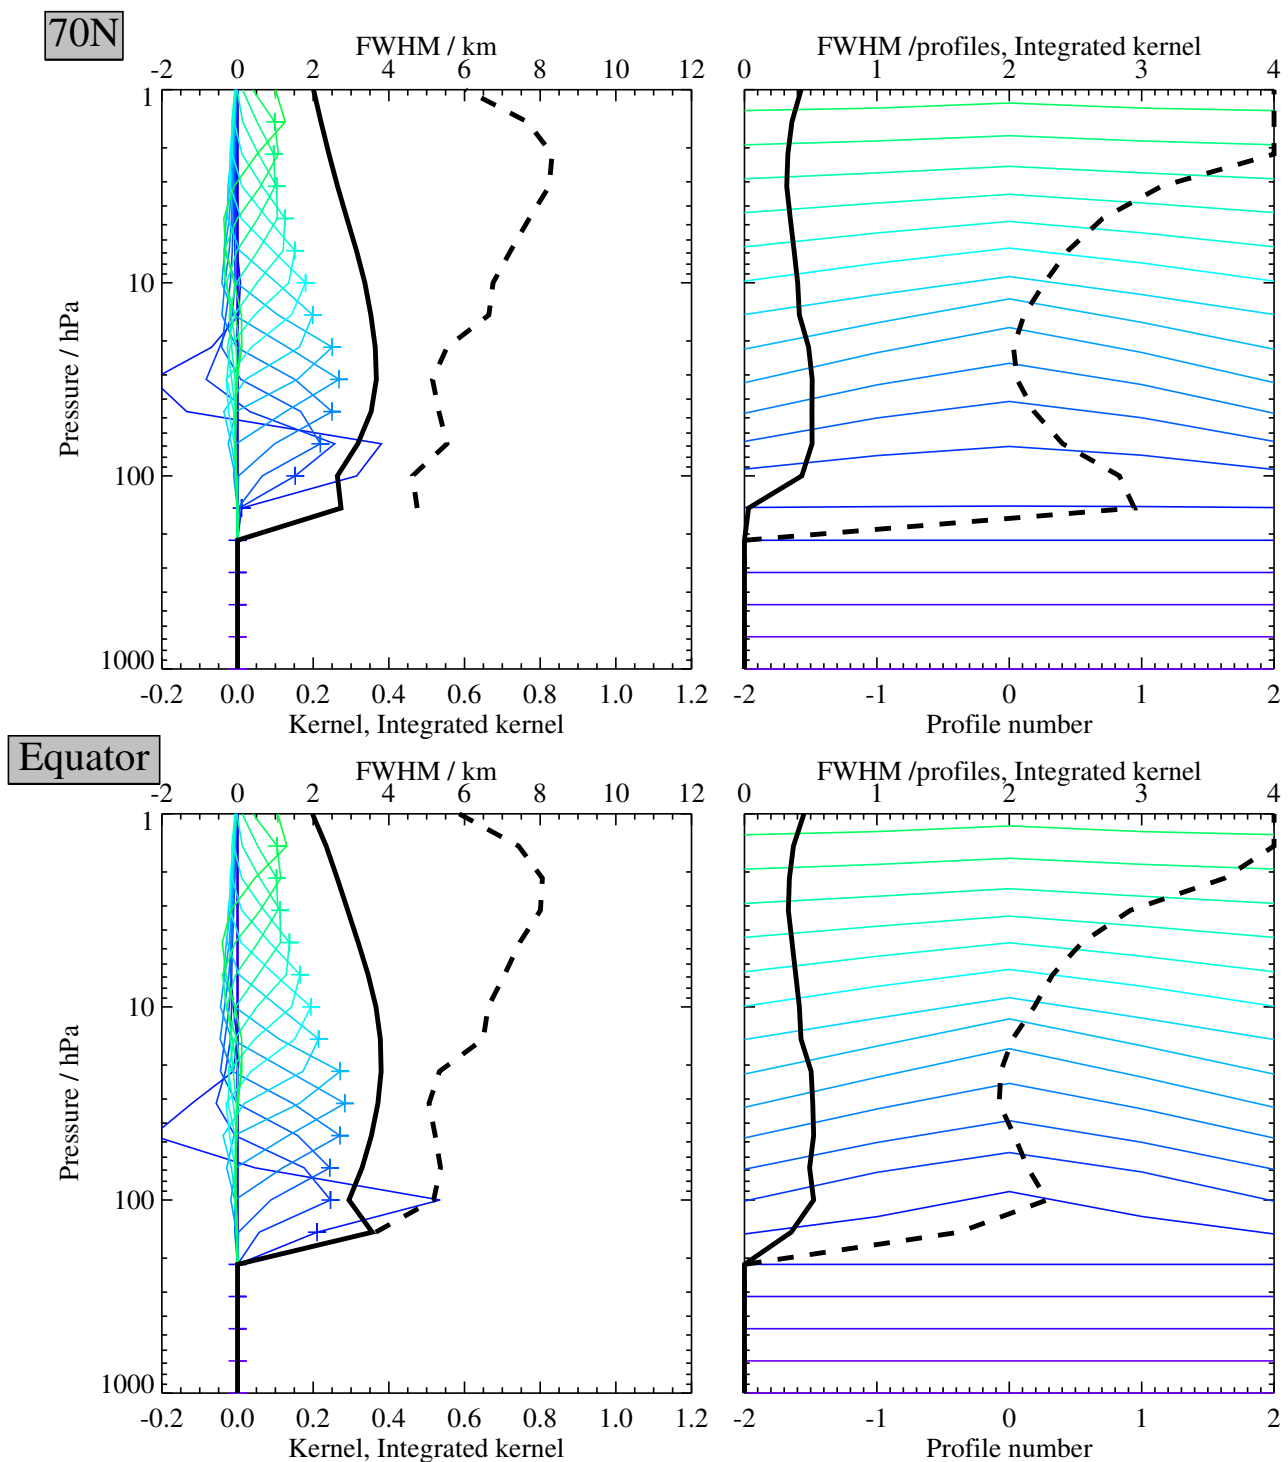 70N
FWHM / km
FWHM /profiles, Integrated kernel
-2 0 2 4 6 8 10 12
0 1 2 3 4
1
10
100
1000
Pressure / hPa
-0.2 0.0 0.2 0.4 0.6 0.8 1.0 1.2
-2 -1 0 1 2
Kernel, Integrated kernel
Profile number
Equator
FWHM / km
FWHM /profiles, Integrated kernel
-2 0 2 4 6 8 10 12
0 1 2 3 4
1
10
100
1000
Pressure / hPa
-0.2 0.0 0.2 0.4 0.6 0.8 1.0 1.2
-2 -1 0 1 2
Kernel, Integrated kernel
Profile number